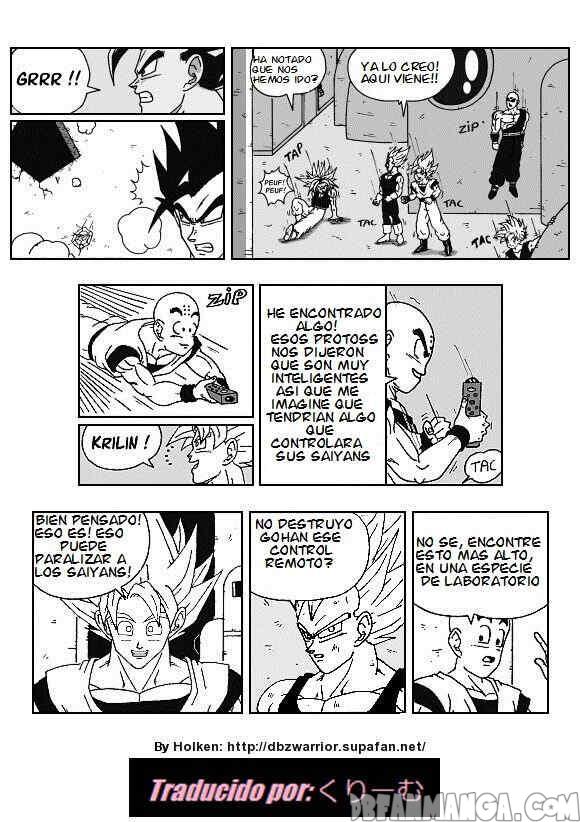 GRRR !!
HA NOTADO
QUE NOS
HEMOS IDO?
YA LO CREO!
AQUI VIENE!!
ZIP
TAP
PEUF!
PEUF!
TAC
TAC
TAC
ZIP
HE ENCONTRADO
ALGO!
ESOS PROTOSS
NOS DIJERON
QUE SON MUY
INTELIGENTES
ASI QUE ME
IMAGINE QUE
TENDRIAN ALGO
QUE
CONTROLARA
SUS SAIYANS
TAC
KRILIN !
BIEN PENSADO!
ESO ES! ESO
PUEDE
PARALIZAR A
LOS SAIYANS!
NO DESTRUYO
GOHAN ESE
CONTROL
REMOTO?
NO SE, ENCONTRE
ESTO MAS ALTO,
EN UNA ESPECIE
DE LABORATORIO
By Holken: http://dbzwarrior.supafan.net/
Traducido por: くりーむ
DBFANMANGA.COM